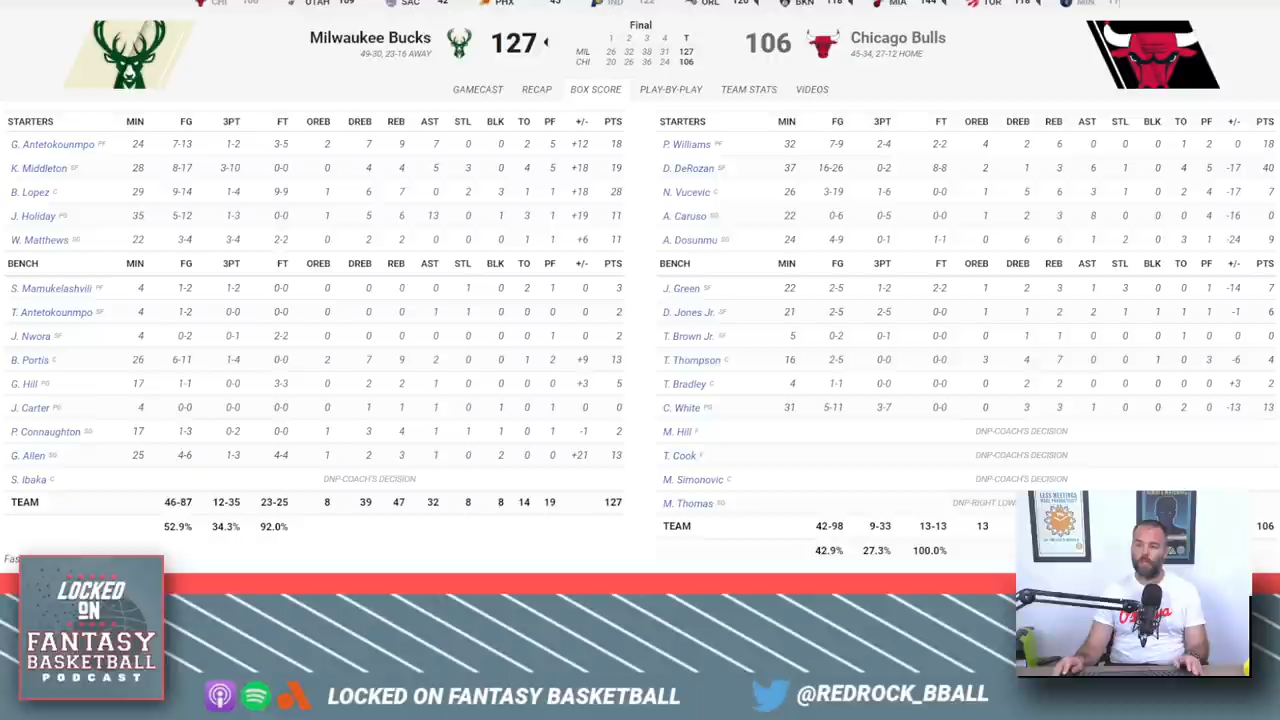 CHI 106 UTAH 109 SAC 42 PHX 43 IND 122 ORL 120 BKN 118 MIA 144 TOR 118 MIN
Final
Milwaukee Bucks 127 106 Chicago Bulls
49-30, 23-16 AWAY 45-34, 27-12 HOME
1 2 3 4 T
MIL 26 32 38 31 127
CHI 20 26 36 24 106
GAMECAST RECAP BOX SCORE PLAY-BY-PLAY TEAM STATS VIDEOS
STARTERS MIN FG 3PT FT OREB DREB REB AST STL BLK TO PF +/- PTS
G. Antetokounmpo PF 24 7-13 1-2 3-5 2 7 9 7 0 0 2 5 +12 18
K. Middleton SF 28 8-17 3-10 0-0 0 4 4 5 3 0 4 5 +18 19
B. Lopez C 29 9-14 1-4 9-9 1 6 7 0 2 3 1 1 +18 28
J. Holiday PG 35 5-12 1-3 0-0 1 5 6 13 0 1 3 1 +19 11
W. Matthews SG 22 3-4 3-4 2-2 0 2 2 0 0 0 1 1 +6 11
BENCH MIN FG 3PT FT OREB DREB REB AST STL BLK TO PF +/- PTS
S. Mamukelashvili PF 4 1-2 1-2 0-0 0 0 0 0 1 0 2 1 0 3
T. Antetokounmpo SF 4 1-2 0-0 0-0 0 0 0 1 1 0 0 0 0 2
J. Nwora SF 4 0-2 0-1 2-2 0 0 0 0 0 0 0 1 0 2
B. Portis C 26 6-11 1-4 0-0 2 7 9 2 0 0 1 2 +9 13
G. Hill PG 17 1-1 0-0 3-3 0 2 2 1 0 0 0 0 +3 5
J. Carter PG 4 0-0 0-0 0-0 0 1 1 1 0 1 0 1 0 0
P. Connaughton SG 17 1-3 0-2 0-0 1 3 4 1 1 1 0 1 -1 2
G. Allen SG 25 4-6 1-3 4-4 1 2 3 1 0 2 0 0 +21 13
S. Ibaka C DNP-COACH'S DECISION
TEAM 46-87 12-35 23-25 8 39 47 32 8 8 14 19 127
52.9% 34.3% 92.0%
STARTERS MIN FG 3PT FT OREB DREB REB AST STL BLK TO PF +/- PTS
P. Williams PF 32 7-9 2-4 2-2 4 2 6 0 0 0 1 2 0 18
D. DeRozan SF 37 16-26 0-2 8-8 2 1 3 6 1 0 4 5 -17 40
N. Vucevic C 26 3-19 1-6 0-0 1 5 6 3 1 0 2 4 -17 7
A. Caruso SG 22 0-6 0-5 0-0 1 2 3 8 0 0 0 4 -16 0
A. Dosunmu SG 24 4-9 0-1 1-1 0 6 6 1 2 0 3 1 -24 9
BENCH MIN FG 3PT FT OREB DREB REB AST STL BLK TO PF +/- PTS
J. Green SF 22 2-5 1-2 2-2 1 2 3 1 3 0 0 0 -14 7
D. Jones Jr. SF 21 2-5 2-5 0-0 1 1 2 2 1 1 1 1 -1 6
T. Brown Jr. SF 5 0-2 0-1 0-0 0 0 0 0 0 0 1 0 0
T. Thompson C 16 2-5 0-0 0-0 3 4 7 0 0 1 0 3 -6 4
T. Bradley C 4 1-1 0-0 0-0 0 2 2 0 0 0 0 0 +3 2
C. White PG 31 5-11 3-7 0-0 0 3 3 1 0 0 2 0 -13 13
M. Hill F DNP-COACH'S DECISION
T. Cook F DNP-COACH'S DECISION
M. Simonovic C DNP-COACH'S DECISION
M. Thomas SG DNP-RIGHT LOW
TEAM 42-98 9-33 13-13 13 106
42.9% 27.3% 100.0%
LESS MEETINGS
LOCKED
ON
FANTASY
BASKETBALL
PODCAST
LOCKED ON FANTASY BASKETBALL
@REDROCK_BBALL